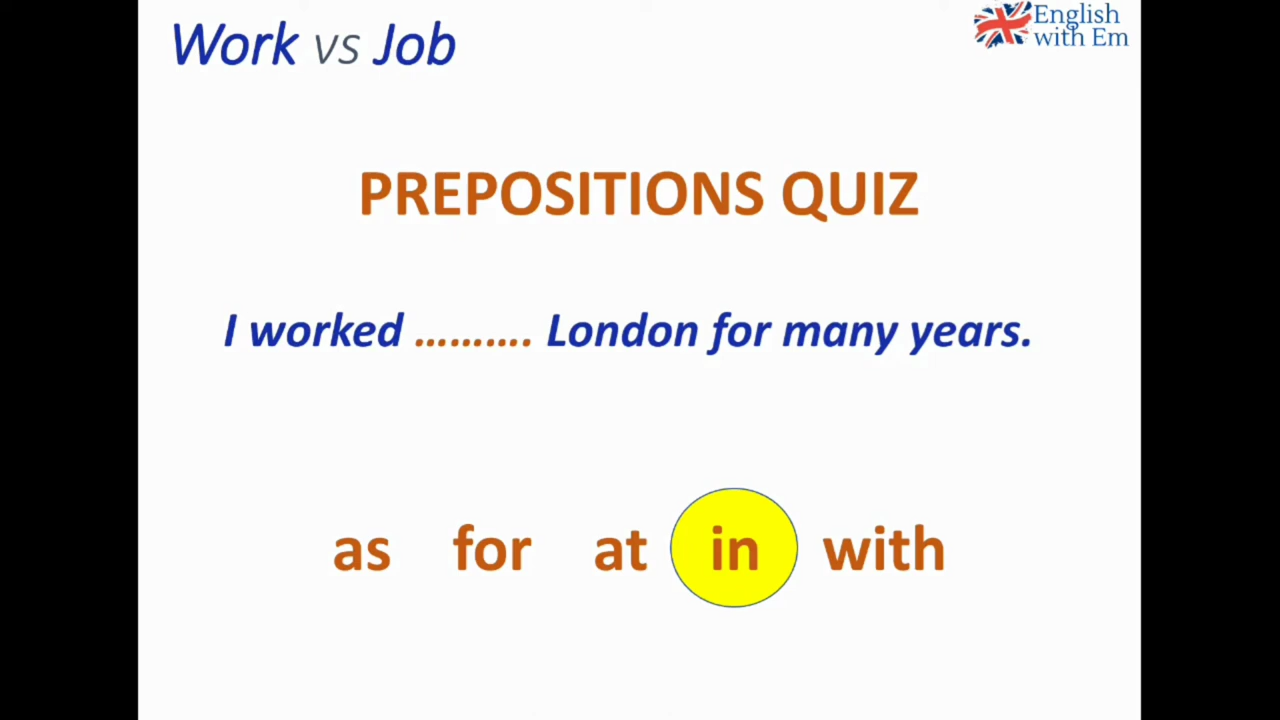 Work vs Job
English
with Em
PREPOSITIONS QUIZ
I worked ………. London for many years.
as for at in with